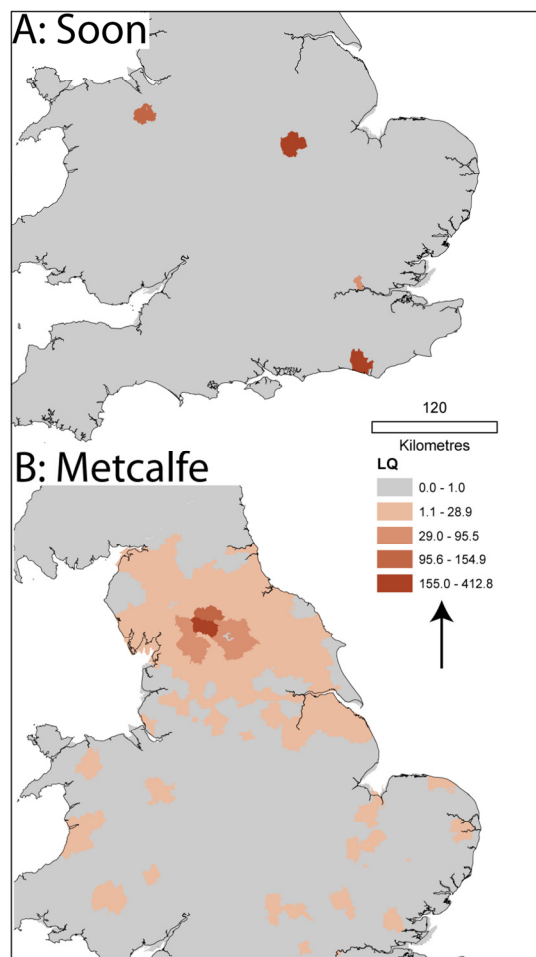 A: Soon
120
Kilometres
B: Metcalfe
LQ
0.0 - 1.0
1.1 - 28.9
29.0 - 95.5
95.6 - 154.9
155.0 - 412.8